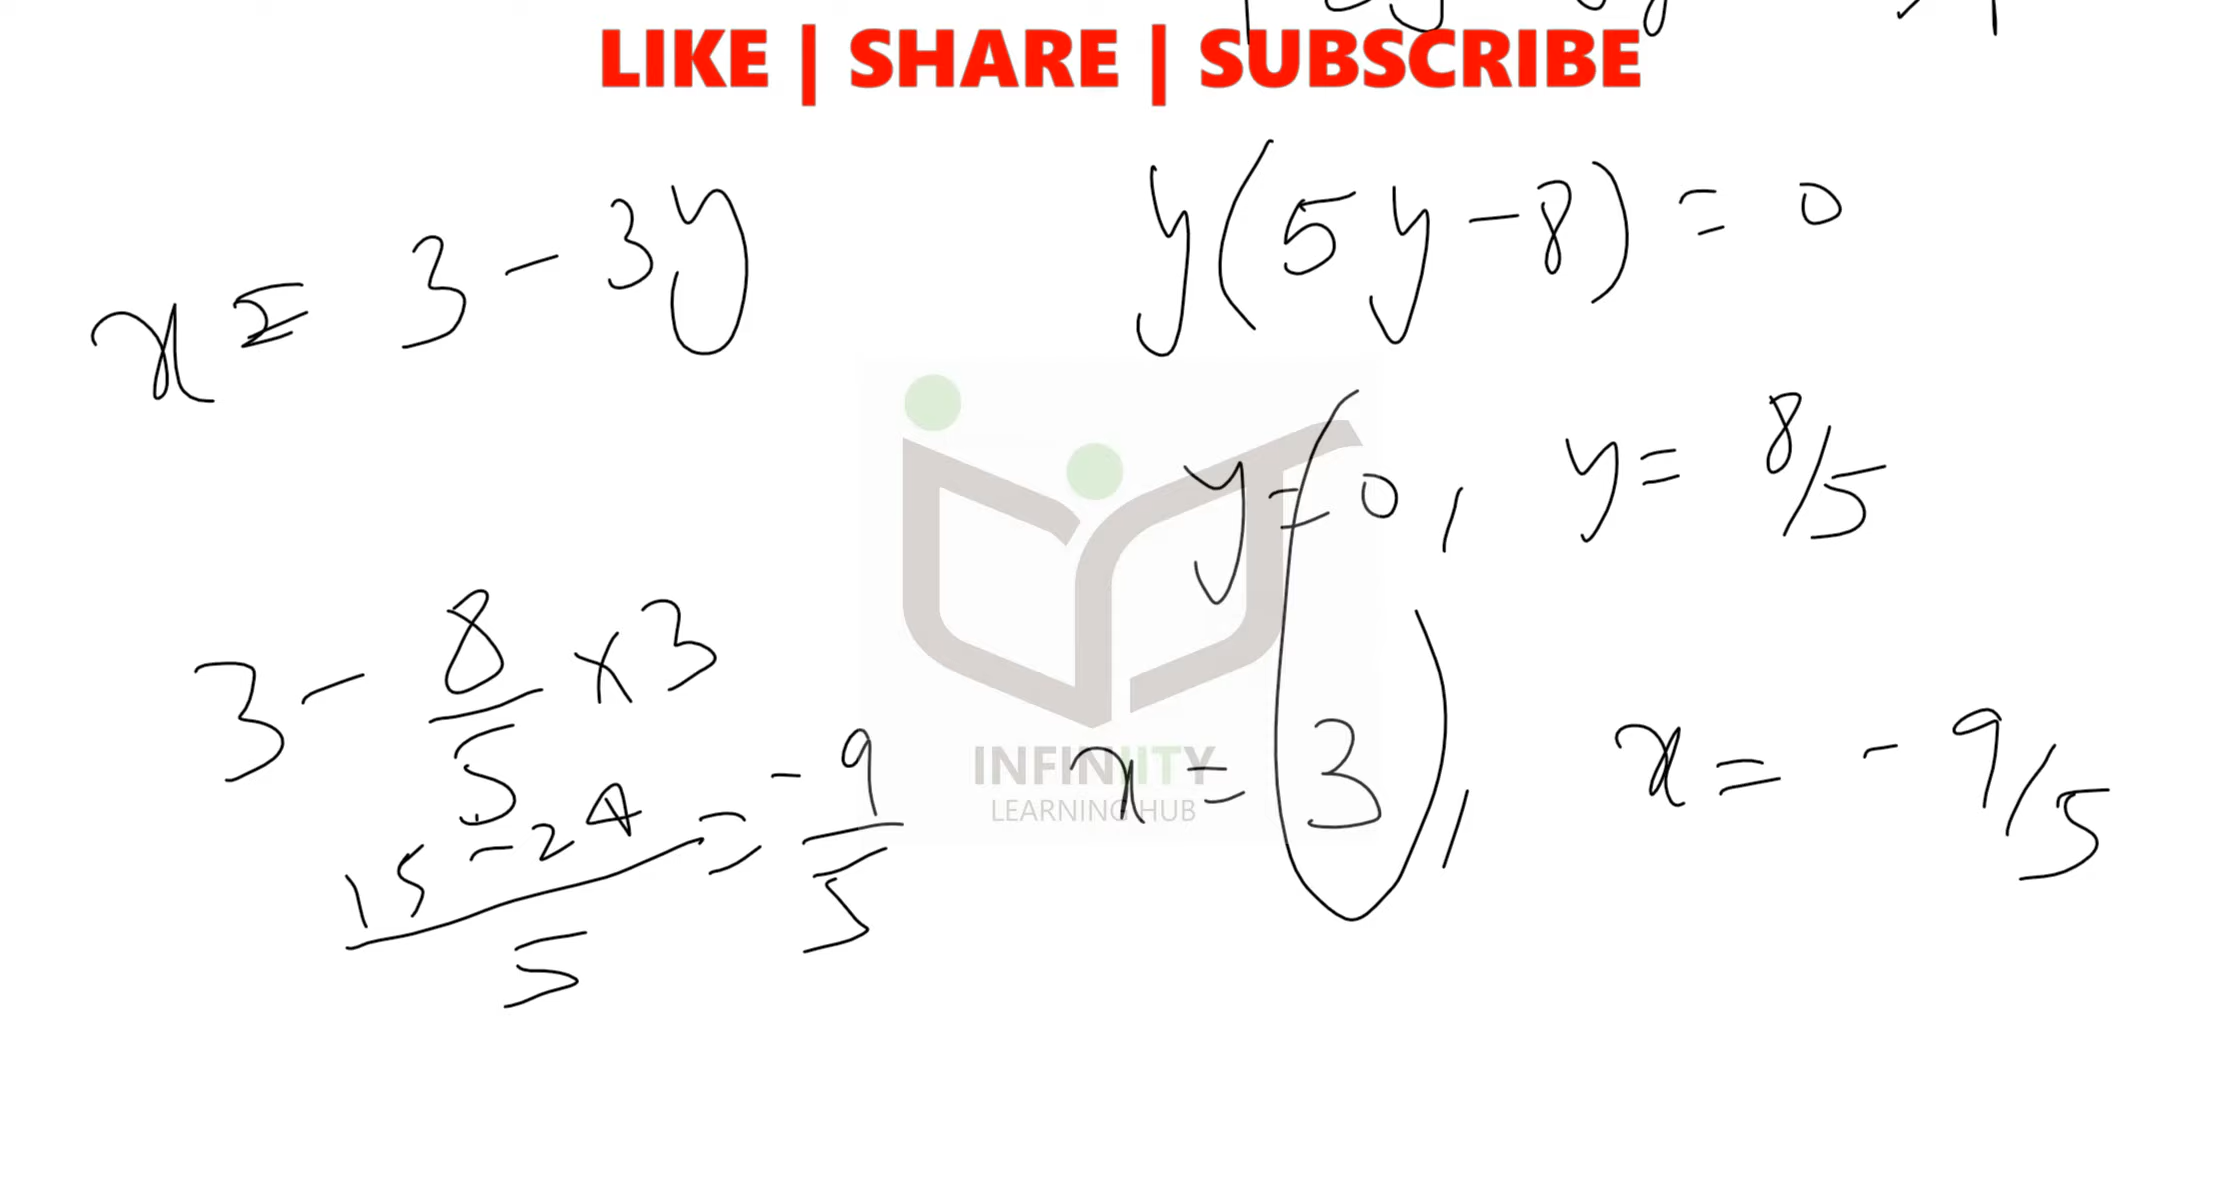 LIKE | SHARE | SUBSCRIBE
x = 3 - 3y
y(5y-8) = 0
y = 0, y = 8/5
3 - 8/5 x 3
(15 - 24)/5 = -9/5
x = 3, x = -9/5
INFINIITY
LEARNING HUB